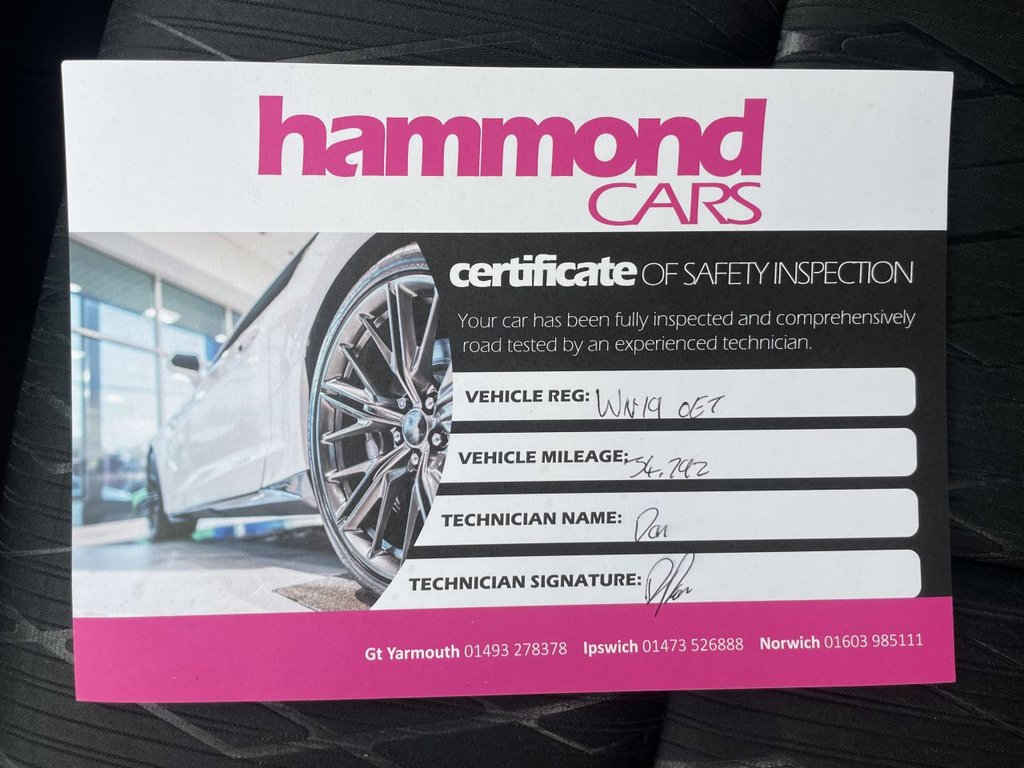 hammond
CARS
certificate OF SAFETY INSPECTION
Your car has been fully inspected and comprehensively
road tested by an experienced technician.
VEHICLE REG: WN19 OET
VEHICLE MILEAGE: 54,792
TECHNICIAN NAME: Dan
TECHNICIAN SIGNATURE:
Gt Yarmouth 01493 278378 Ipswich 01473 526888 Norwich 01603 985111